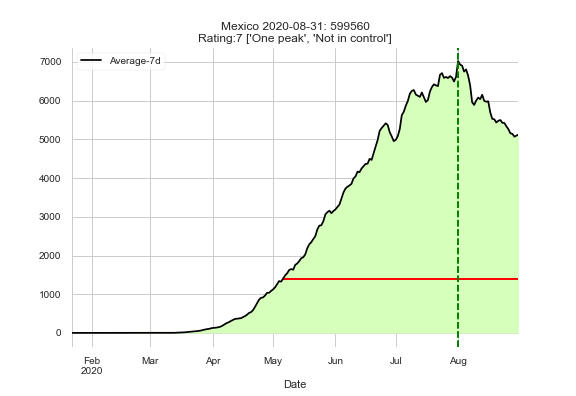 Mexico 2020-08-31: 599560
Rating:7 ['One peak', 'Not in control']
Average-7d
7000
6000
5000
4000
3000
2000
1000
0
Feb Mar Apr May Jun Jul Aug
2020
Date